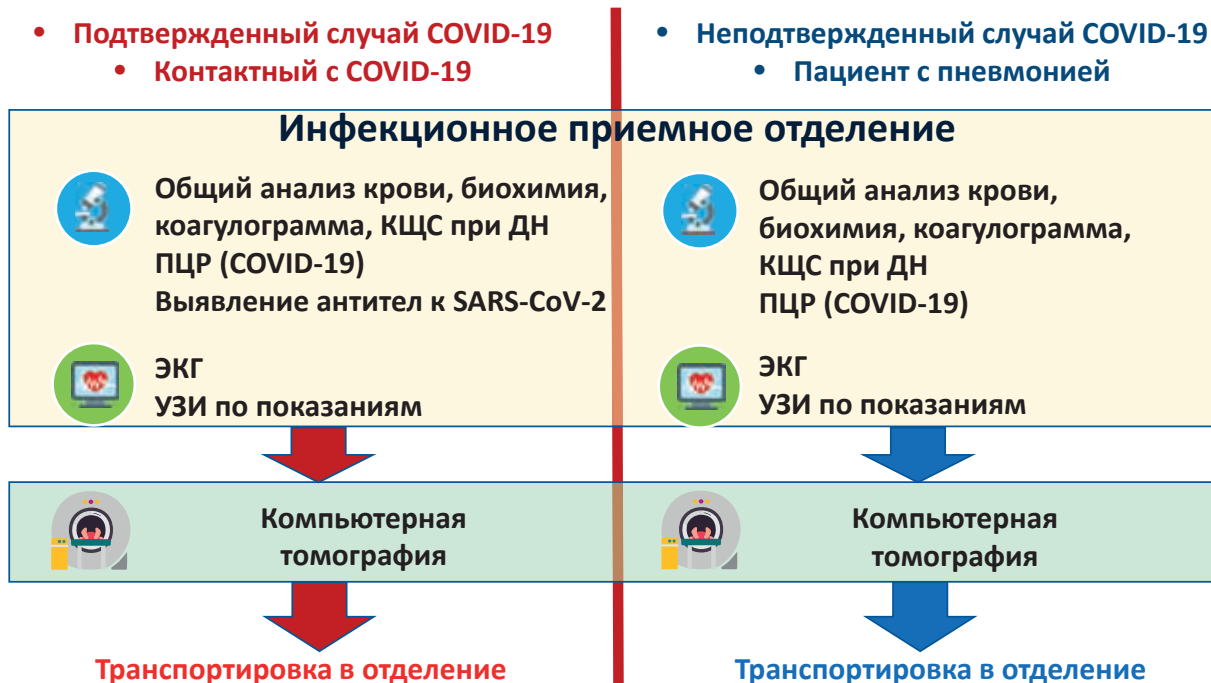 • Подтвержденный случай COVID-19
• Контактный с COVID-19
• Неподтвержденный случай COVID-19
• Пациент с пневмонией
Инфекционное приемное отделение
Общий анализ крови, биохимия,
коагулограмма, КЩС при ДН
ПЦР (COVID-19)
Выявление антител к SARS-CoV-2
ЭКГ
УЗИ по показаниям
Общий анализ крови,
биохимия, коагулограмма,
КЩС при ДН
ПЦР (COVID-19)
ЭКГ
УЗИ по показаниям
Компьютерная
томография
Компьютерная
томография
Транспортировка в отделение
Транспортировка в отделение